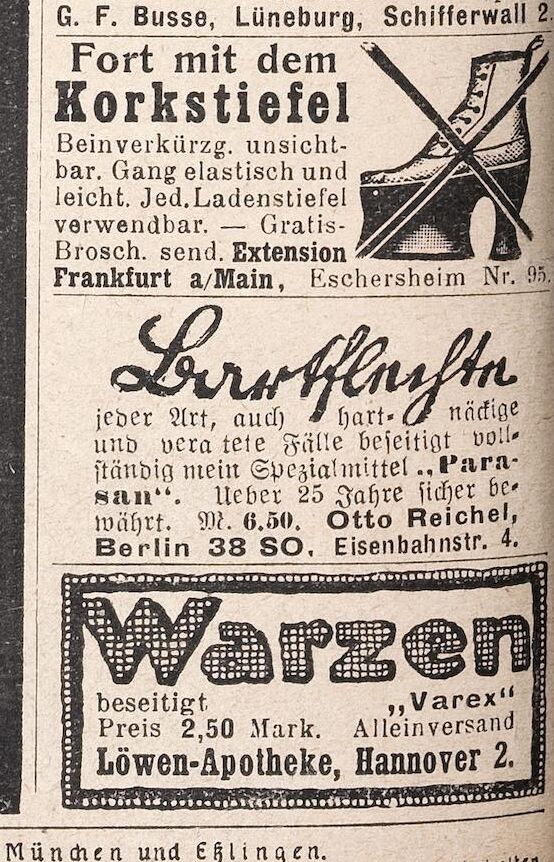 G. F. Busse, Lüneburg, Schifferwall 2.
Fort mit dem
Korkstiefel
Beinverkürzg. unsicht-
bar. Gang elastisch und
leicht. Jed. Ladenstiefel
verwendbar. — Gratis-
Brosch. send. Extension
Frankfurt a/Main, Eschersheim Nr. 95.
Bartflechte
jeder Art, auch hart- näckige
und vera tete Fälle beseitigt voll-
ständig mein Spezialmittel „Para-
san“. Ueber 25 Jahre sicher be-
währt. M. 6.50. Otto Reichel,
Berlin 38 SO, Eisenbahnstr. 4.
Warzen
beseitigt „Varex“
Preis 2,50 Mark. Alleinversand
Löwen-Apotheke, Hannover 2.
München und Eßlingen.